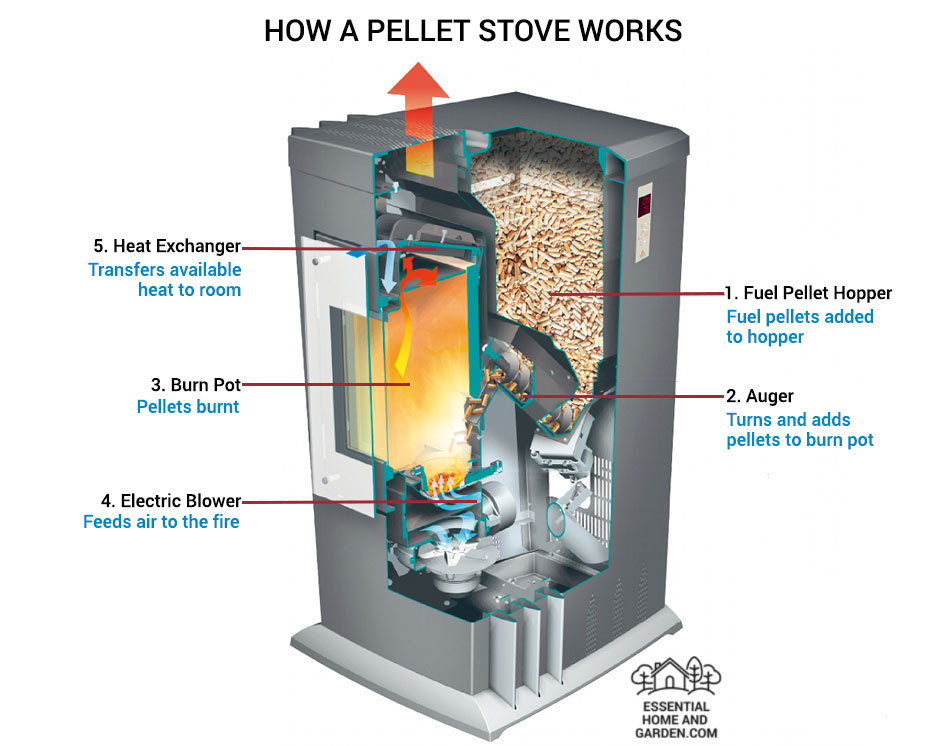 HOW A PELLET STOVE WORKS
5. Heat Exchanger
Transfers available
heat to room
1. Fuel Pellet Hopper
Fuel pellets added
to hopper
3. Burn Pot
Pellets burnt
2. Auger
Turns and adds
pellets to burn pot
4. Electric Blower
Feeds air to the fire
ESSENTIAL
HOME AND
GARDEN.COM